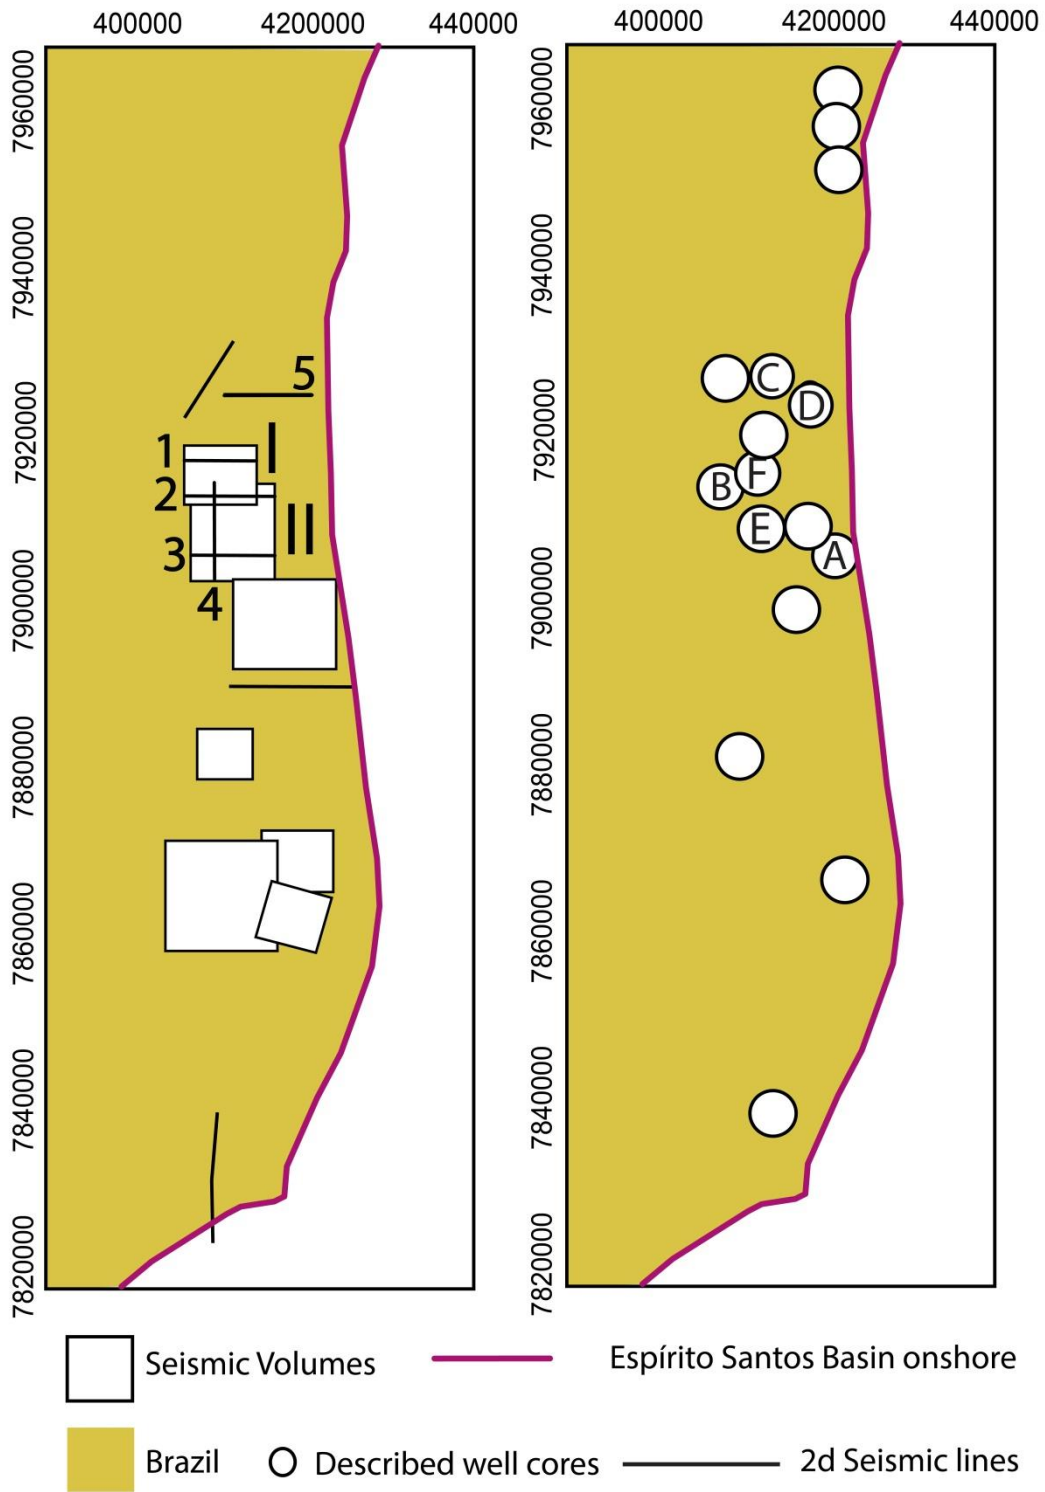 400000 4200000 440000
400000 4200000 440000
7960000
7940000
7920000
7900000
7880000
7860000
7840000
7820000
5
1
I
2
II
3
4
7960000
7940000
7920000
7900000
7880000
7860000
7840000
7820000
C
D
F
B
E
A
Seismic Volumes
Espírito Santos Basin onshore
Brazil
Described well cores
2d Seismic lines